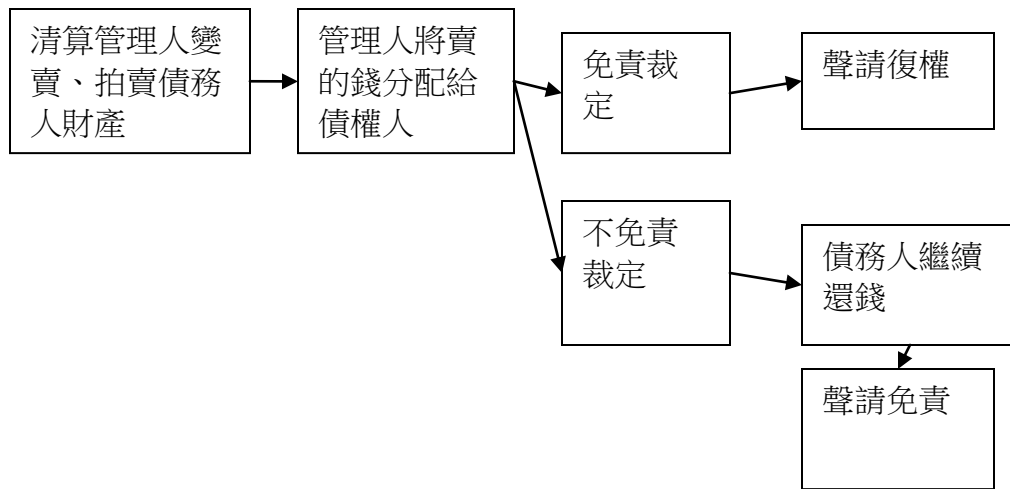 清算管理人變
賣、拍賣債務
人財產
管理人將賣
的錢分配給
債權人
免責裁
定
聲請復權
不免責
裁定
債務人繼續
還錢
聲請免責